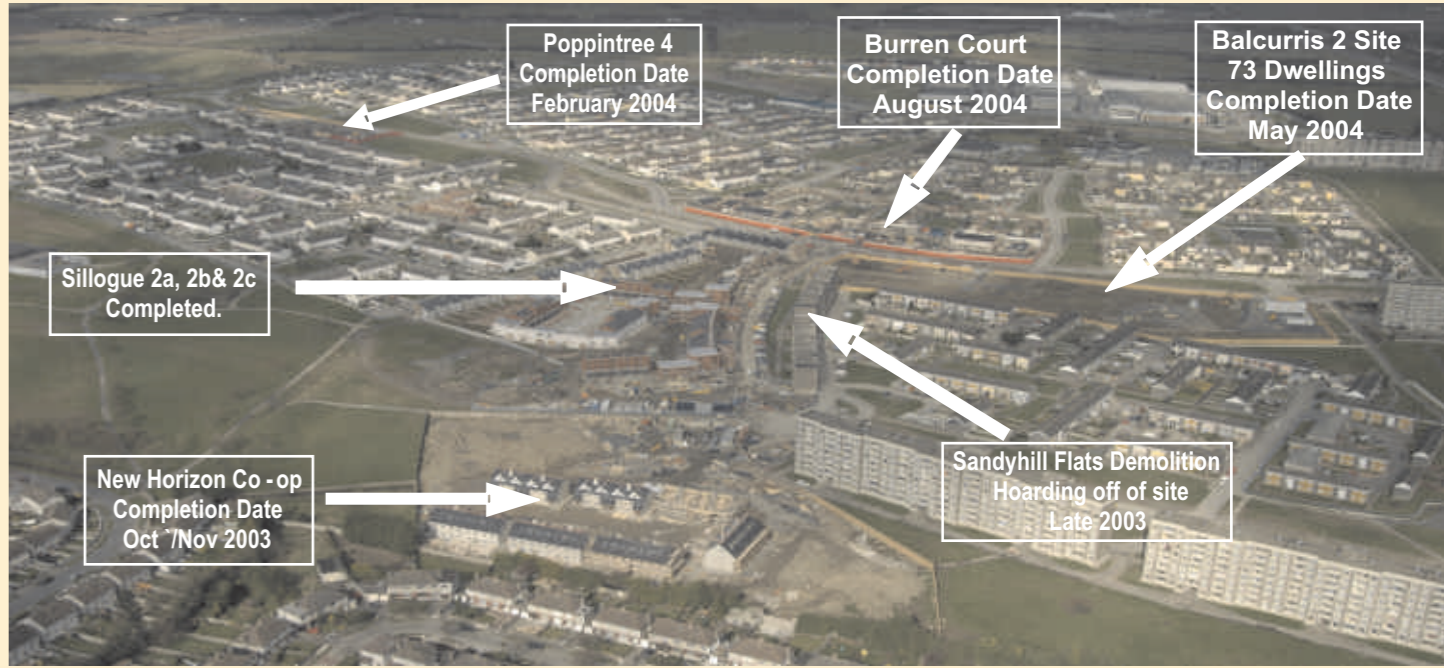 Poppintree 4
Completion Date
February 2004
Burren Court
Completion Date
August 2004
Balcurris 2 Site
73 Dwellings
Completion Date
May 2004
Sillogue 2a, 2b& 2c
Completed.
New Horizon Co -op
Completion Date
Oct `/Nov 2003
Sandyhill Flats Demolition
Hoarding off of site
Late 2003